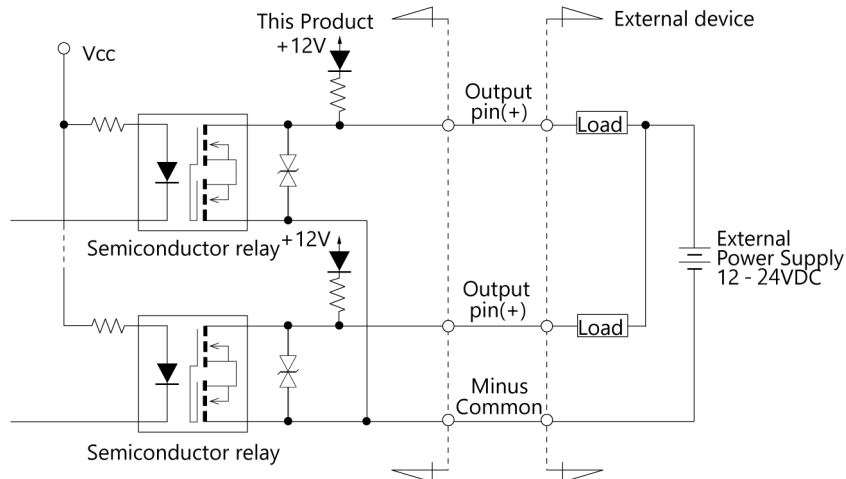 This Product
External device
+12V
Vcc
Output
pin(+)
Load
Semiconductor relay
+12V
External
Power Supply
12 - 24VDC
Output
pin(+)
Load
Minus
Common
Semiconductor relay